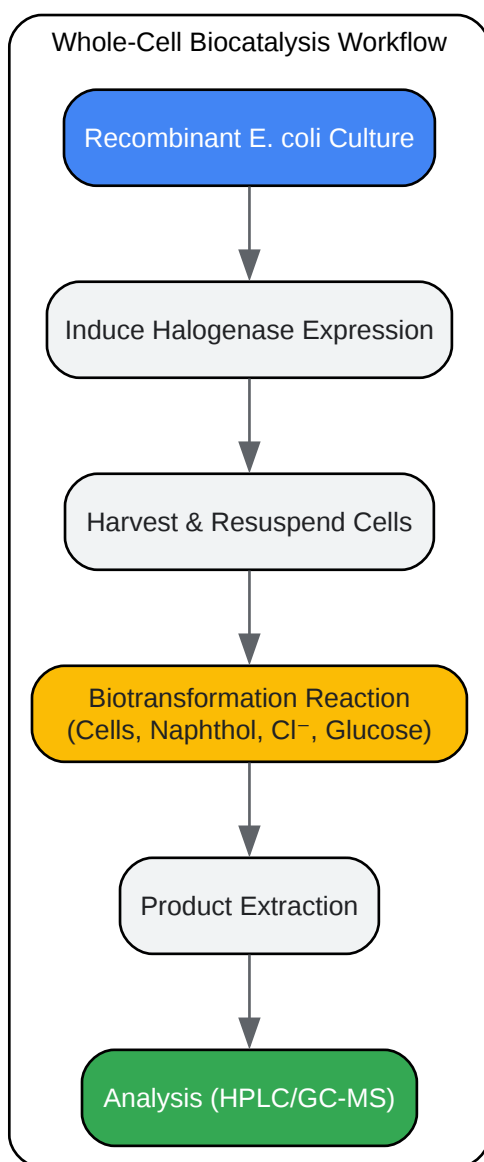 Whole-Cell Biocatalysis Workflow
Recombinant E. coli Culture
Induce Halogenase Expression
Harvest & Resuspend Cells
Biotransformation Reaction
(Cells, Naphthol, Cl⁻, Glucose)
Product Extraction
Analysis (HPLC/GC-MS)